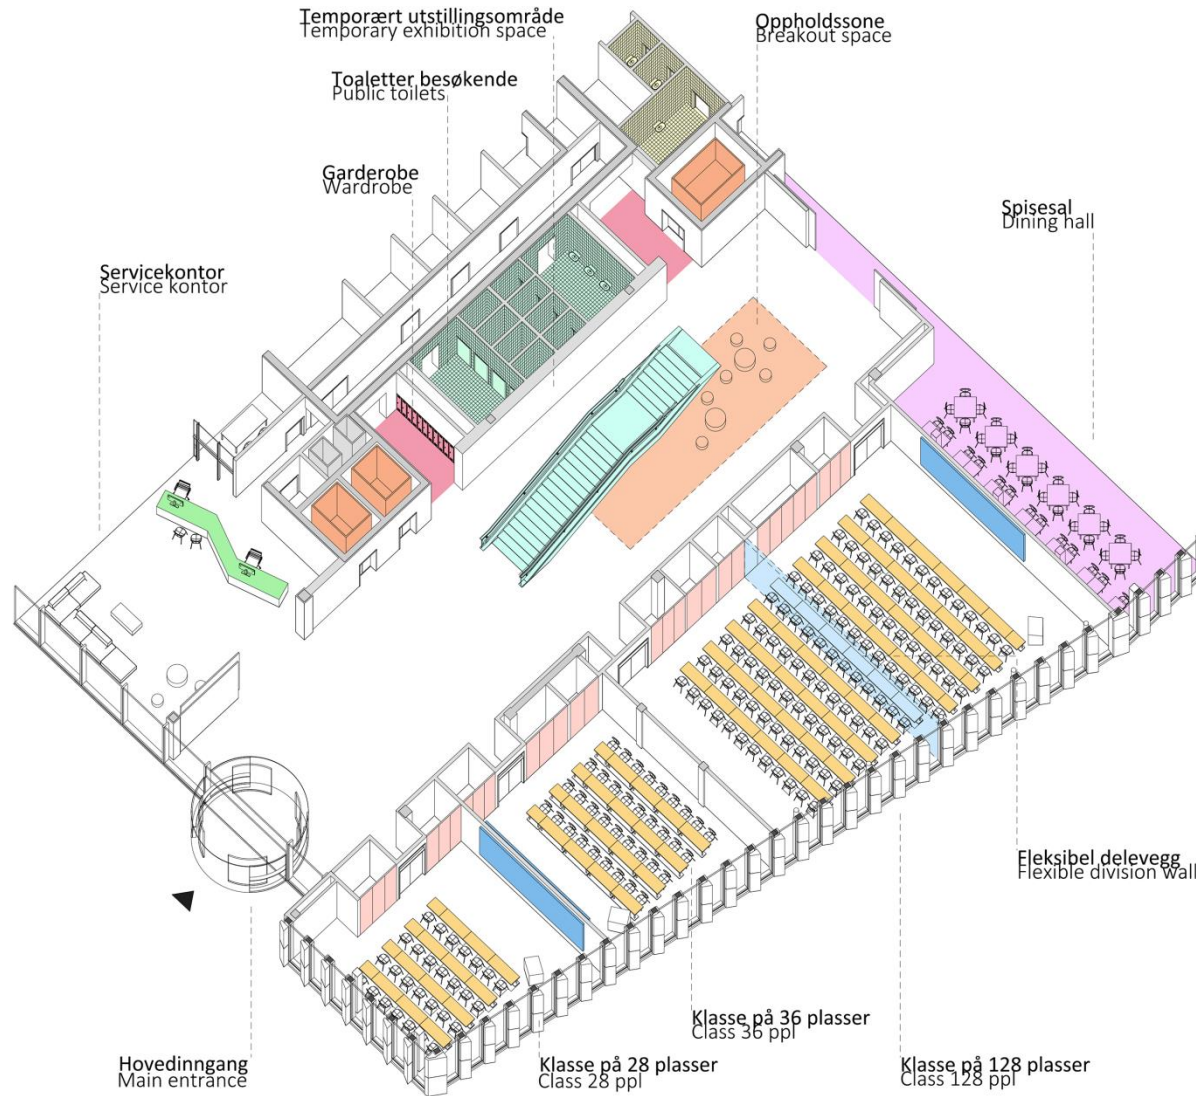 Temporært utstillingsområde
Temporary exhibition space
Oppholdssone
Breakout space
Toaletter besøkende
Public toilets
Garderobe
Wardrobe
Spisesal
Dining hall
Servicekontor
Service kontor
Fleksibel delevegg
Flexible division wall
Klasse på 36 plasser
Class 36 ppl
Hovedinngang
Main entrance
Klasse på 28 plasser
Class 28 ppl
Klasse på 128 plasser
Class 128 ppl